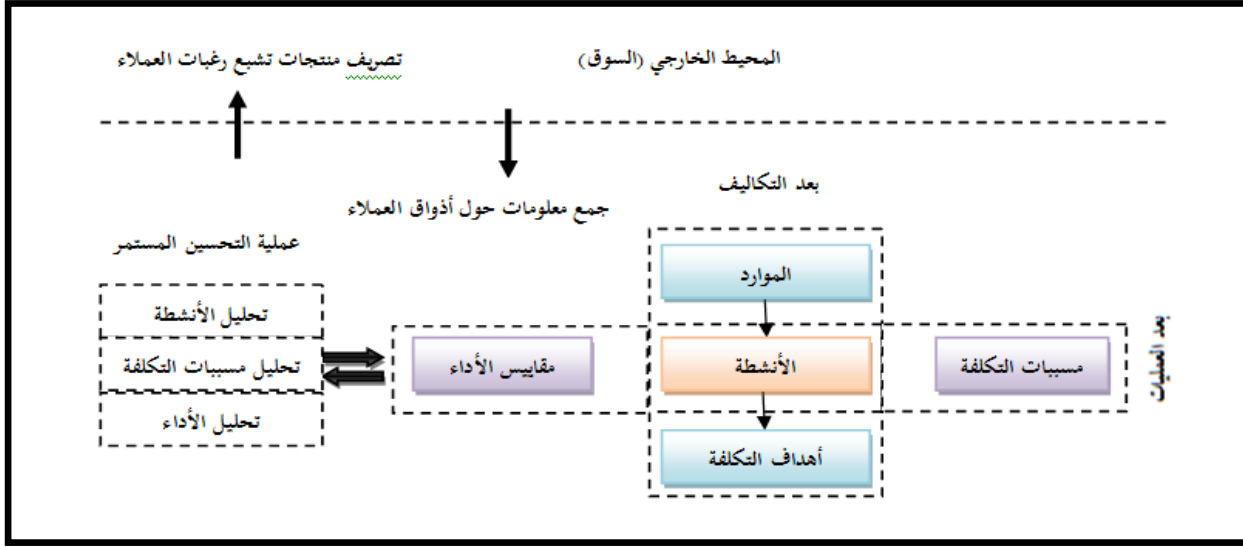 المحيط الخارجي (السوق)
تصريف منتجات تشبع رغبات العملاء
بعد التكاليف
جمع معلومات حول أذواق العملاء
عملية التحسين المستمر
الموارد
تحليل الأنشطة
بعد العمليات
مسببات التكلفة
الأنشطة
مقاييس الأداء
تحليل مسببات التكلفة
تحليل الأداء
أهداف التكلفة